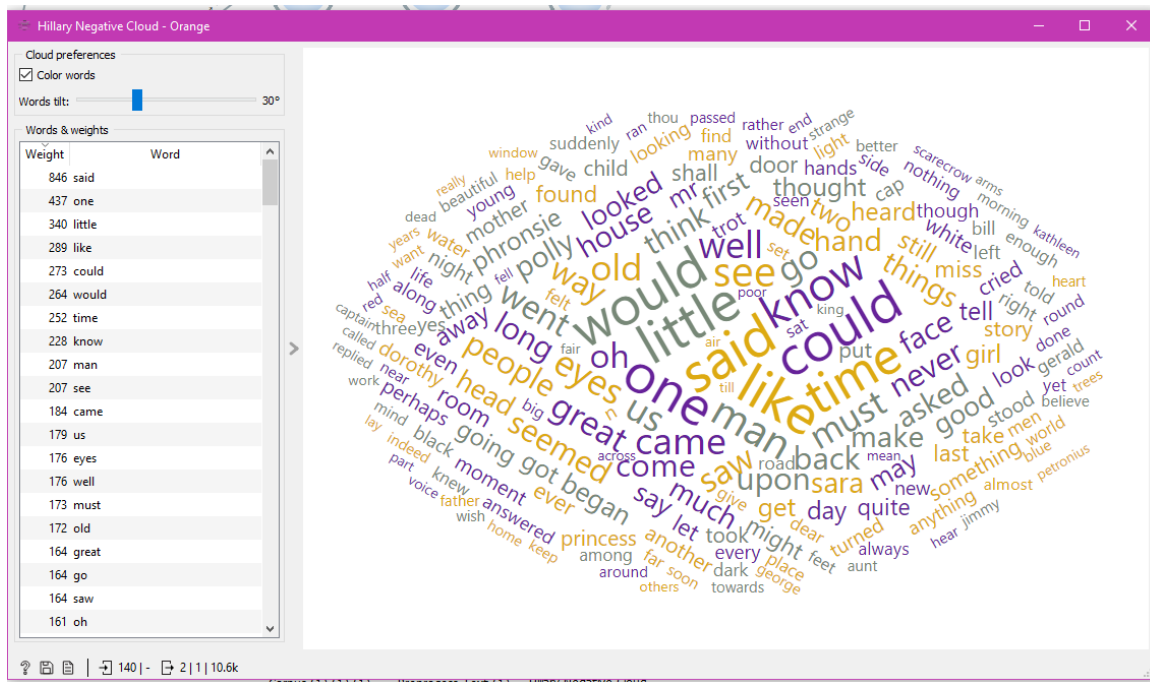 Hillary Negative Cloud - Orange
Cloud preferences
Color words
Words tilt: 30°
Words & weights
Weight Word
846 said
437 one
340 little
289 like
273 could
264 would
252 time
228 know
207 man
207 see
184 came
179 us
176 eyes
176 well
173 must
172 old
164 great
164 go
164 saw
161 oh
140 | - 2 | 1 | 10.6k
kind
ran
thou
passed
rather
end
strange
suddenly
looking
find
without
light
better
window
gave
child
many
door
hands
side
scarecrow
really
beautiful
help
found
looked
shall
first
thought
cap
nothing
arms
dead
young
mother
house
mr
think
trot
seen
two
heard
though
morning
years
water
phronsie
polly
well
made
hand
still
white
bill
enough
kathleen
want
night
way
old
would
see
set
go
things
miss
left
half
life
thing
fell
felt
little
poor
know
cried
told
heart
red
sea
along
went
said
king
could
right
round
captain
three
yes
away
long
oh
air
sat
put
face
tell
story
called
dorothy
even
people
eyes
fair
one
till
like
time
never
girl
look
done
gerald
replied
near
head
n
us
man
must
asked
good
yet
count
work
perhaps
room
big
great
came
make
stood
believe
trees
mind
black
going
seemed
across
come
saw
road
back
mean
last
take
men
lay
indeed
moment
got
began
say
much
upon
sara
may
new
something
world
blue
part
knew
ever
let
give
get
day
quite
anything
almost
petronius
voice
father
answered
took
might
dear
turned
hear
jimmy
wish
home
keep
princess
another
every
place
feet
always
among
far
soon
dark
george
aunt
around
others
towards